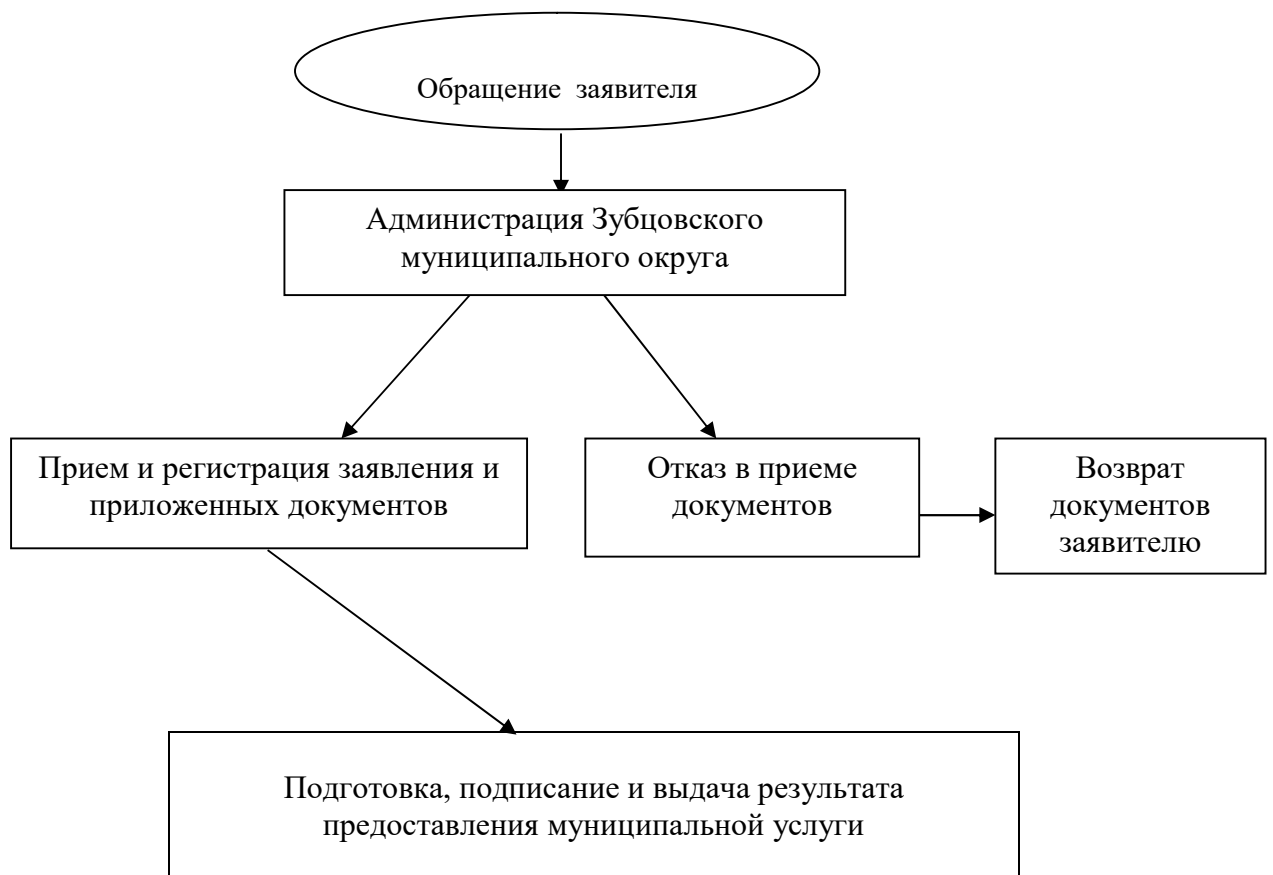 Обращение заявителя
Администрация Зубцовского
муниципального округа
Прием и регистрация заявления и
приложенных документов
Отказ в приеме
документов
Возврат
документов
заявителю
Подготовка, подписание и выдача результата
предоставления муниципальной услуги